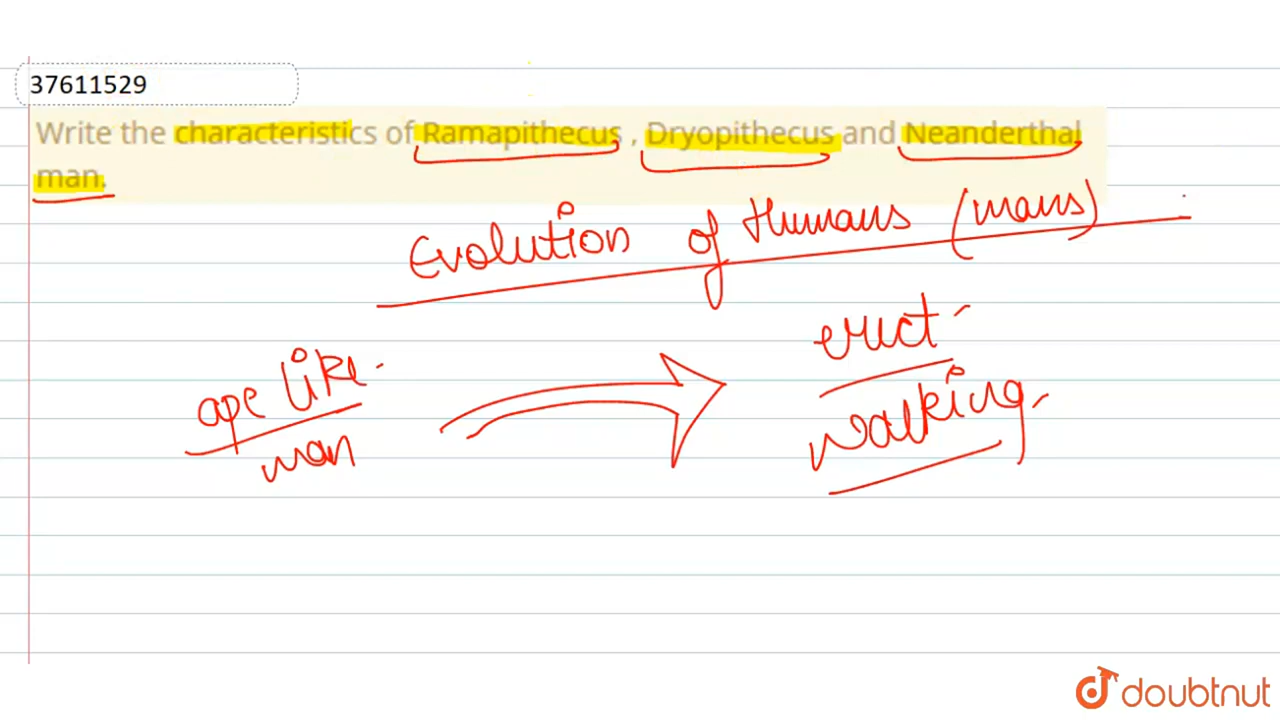 37611529
Write the characteristics of Ramapithecus , Dryopithecus and Neanderthal
man.
Evolution of Humans (mans)
ape like
man
erect
walking
doubtnut